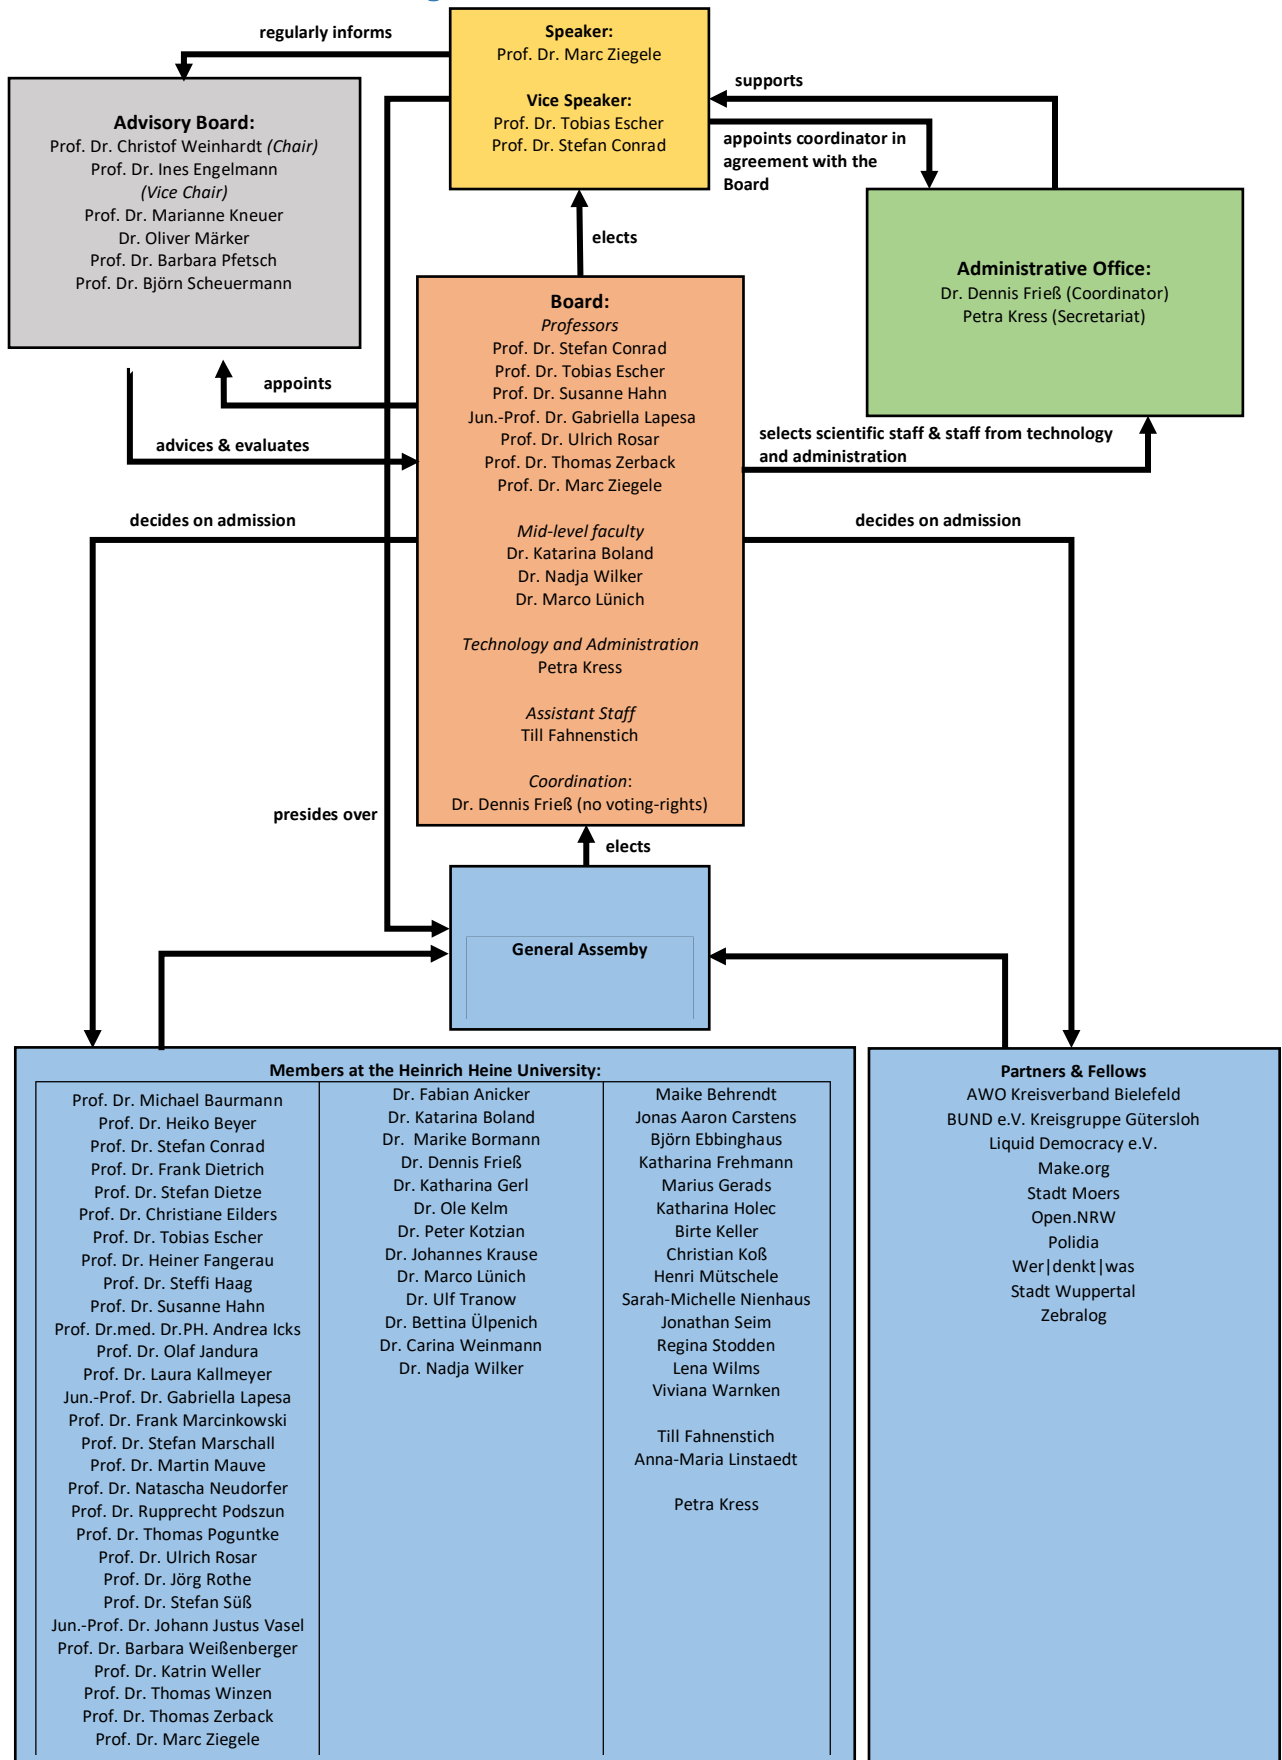 regularly informs
Speaker:
Prof. Dr. Marc Ziegele
Vice Speaker:
Prof. Dr. Tobias Escher
Prof. Dr. Stefan Conrad
supports
appoints coordinator in
agreement with the
Board
Advisory Board:
Prof. Dr. Christof Weinhardt (Chair)
Prof. Dr. Ines Engelmann
(Vice Chair)
Prof. Dr. Marianne Kneuer
Dr. Oliver Märker
Prof. Dr. Barbara Pfetsch
Prof. Dr. Björn Scheuermann
elects
Administrative Office:
Dr. Dennis Frieß (Coordinator)
Petra Kress (Secretariat)
appoints
advices & evaluates
Board:
Professors
Prof. Dr. Stefan Conrad
Prof. Dr. Tobias Escher
Prof. Dr. Susanne Hahn
Jun.-Prof. Dr. Gabriella Lapesa
Prof. Dr. Ulrich Rosar
Prof. Dr. Thomas Zerback
Prof. Dr. Marc Ziegele
Mid-level faculty
Dr. Katarina Boland
Dr. Nadja Wilker
Dr. Marco Lünich
Technology and Administration
Petra Kress
Assistant Staff
Till Fahnenstich
Coordination:
Dr. Dennis Frieß (no voting-rights)
selects scientific staff & staff from technology
and administration
decides on admission
decides on admission
presides over
elects
General Assemby
Members at the Heinrich Heine University:
Prof. Dr. Michael Baurmann
Prof. Dr. Heiko Beyer
Prof. Dr. Stefan Conrad
Prof. Dr. Frank Dietrich
Prof. Dr. Stefan Dietze
Prof. Dr. Christiane Eilders
Prof. Dr. Tobias Escher
Prof. Dr. Heiner Fangerau
Prof. Dr. Steffi Haag
Prof. Dr. Susanne Hahn
Prof. Dr.med. Dr.PH. Andrea Icks
Prof. Dr. Olaf Jandura
Prof. Dr. Laura Kallmeyer
Jun.-Prof. Dr. Gabriella Lapesa
Prof. Dr. Frank Marcinkowski
Prof. Dr. Stefan Marschall
Prof. Dr. Martin Mauve
Prof. Dr. Natascha Neudorfer
Prof. Dr. Rupprecht Podszun
Prof. Dr. Thomas Poguntke
Prof. Dr. Ulrich Rosar
Prof. Dr. Jörg Rothe
Prof. Dr. Stefan Süß
Jun.-Prof. Dr. Johann Justus Vasel
Prof. Dr. Barbara Weißenberger
Prof. Dr. Katrin Weller
Prof. Dr. Thomas Winzen
Prof. Dr. Thomas Zerback
Prof. Dr. Marc Ziegele
Dr. Fabian Anicker
Dr. Katarina Boland
Dr. Marike Bormann
Dr. Dennis Frieß
Dr. Katharina Gerl
Dr. Ole Kelm
Dr. Peter Kotzian
Dr. Johannes Krause
Dr. Marco Lünich
Dr. Ulf Tranow
Dr. Bettina Ülpenich
Dr. Carina Weinmann
Dr. Nadja Wilker
Maike Behrendt
Jonas Aaron Carstens
Björn Ebbinghaus
Katharina Frehmann
Marius Gerads
Katharina Holec
Birte Keller
Christian Koß
Henri Mütschele
Sarah-Michelle Nienhaus
Jonathan Seim
Regina Stodden
Lena Wilms
Viviana Warnken
Till Fahnenstich
Anna-Maria Linstaedt
Petra Kress
Partners & Fellows
AWO Kreisverband Bielefeld
BUND e.V. Kreisgruppe Gütersloh
Liquid Democracy e.V.
Make.org
Stadt Moers
Open.NRW
Polidia
Wer|denkt|was
Stadt Wuppertal
Zebralog